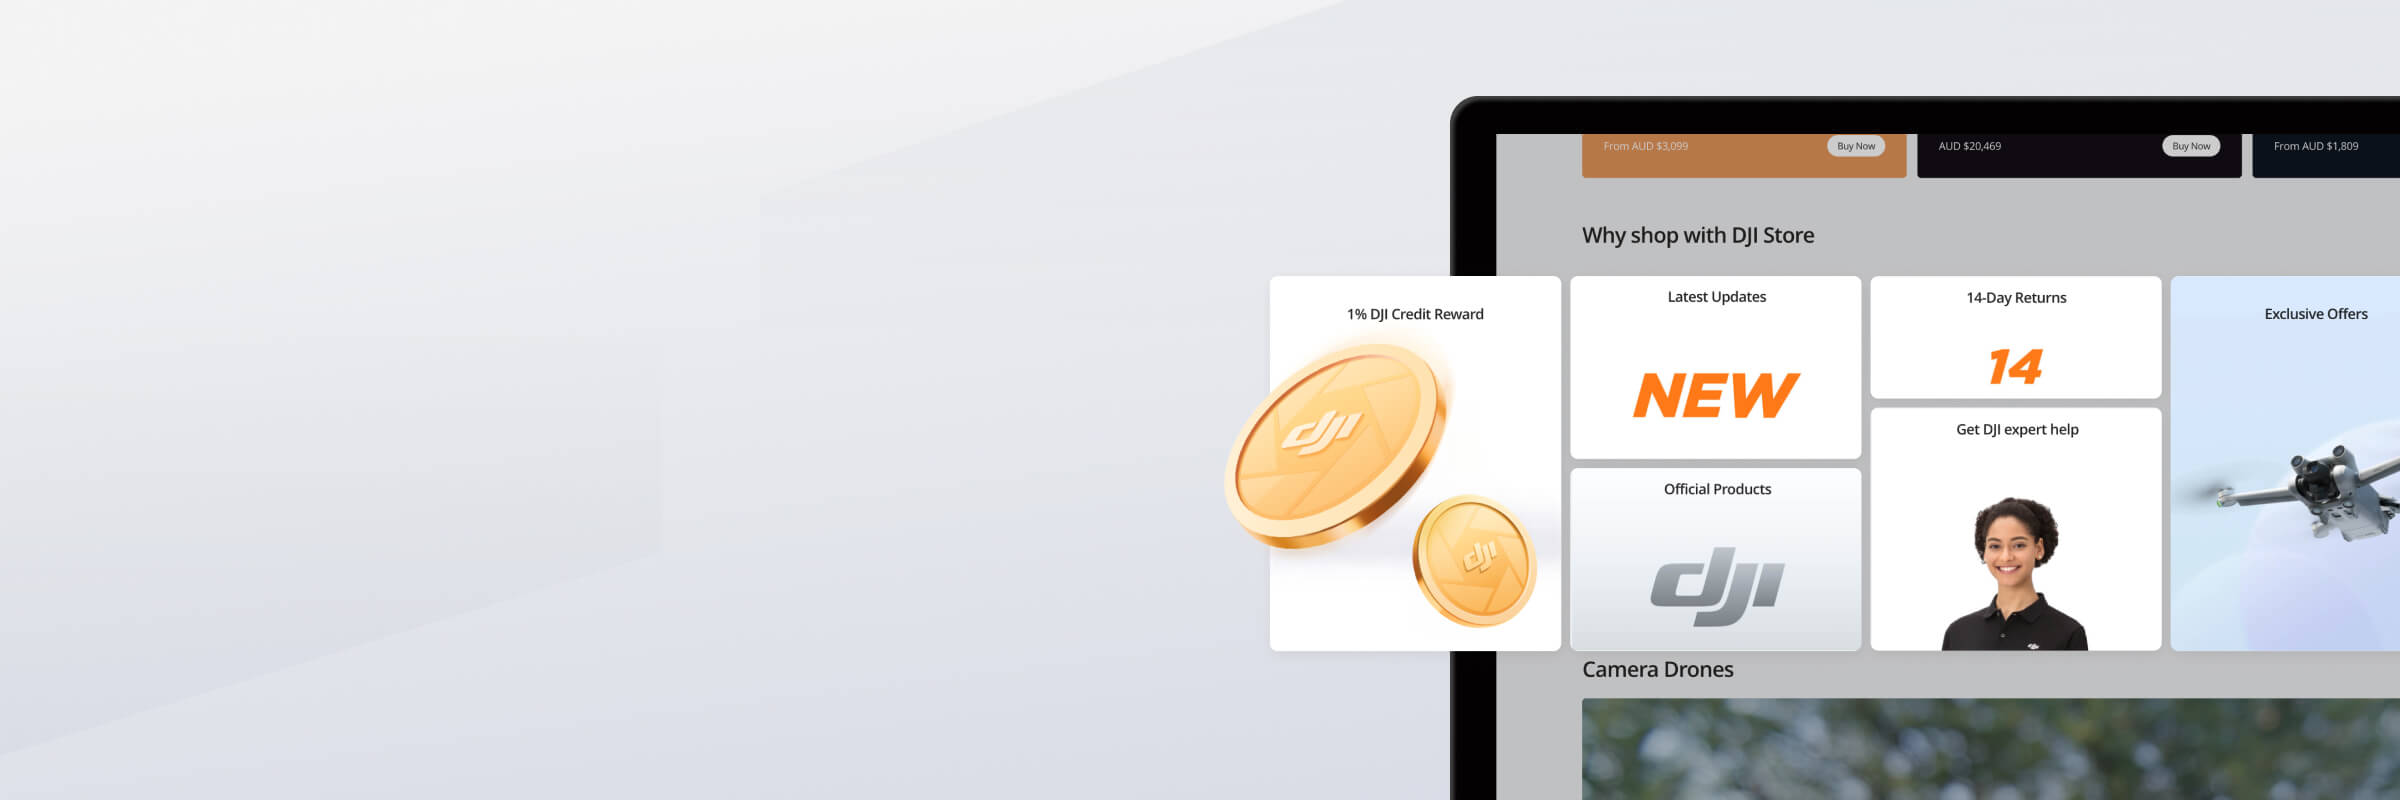 From AUD $3,099
Buy Now
AUD $20,469
Buy Now
From AUD $1,809
Why shop with DJI Store
1% DJI Credit Reward
dji
dji
Latest Updates
NEW
Official Products
dji
14-Day Returns
14
Get DJI expert help
Exclusive Offers
Camera Drones